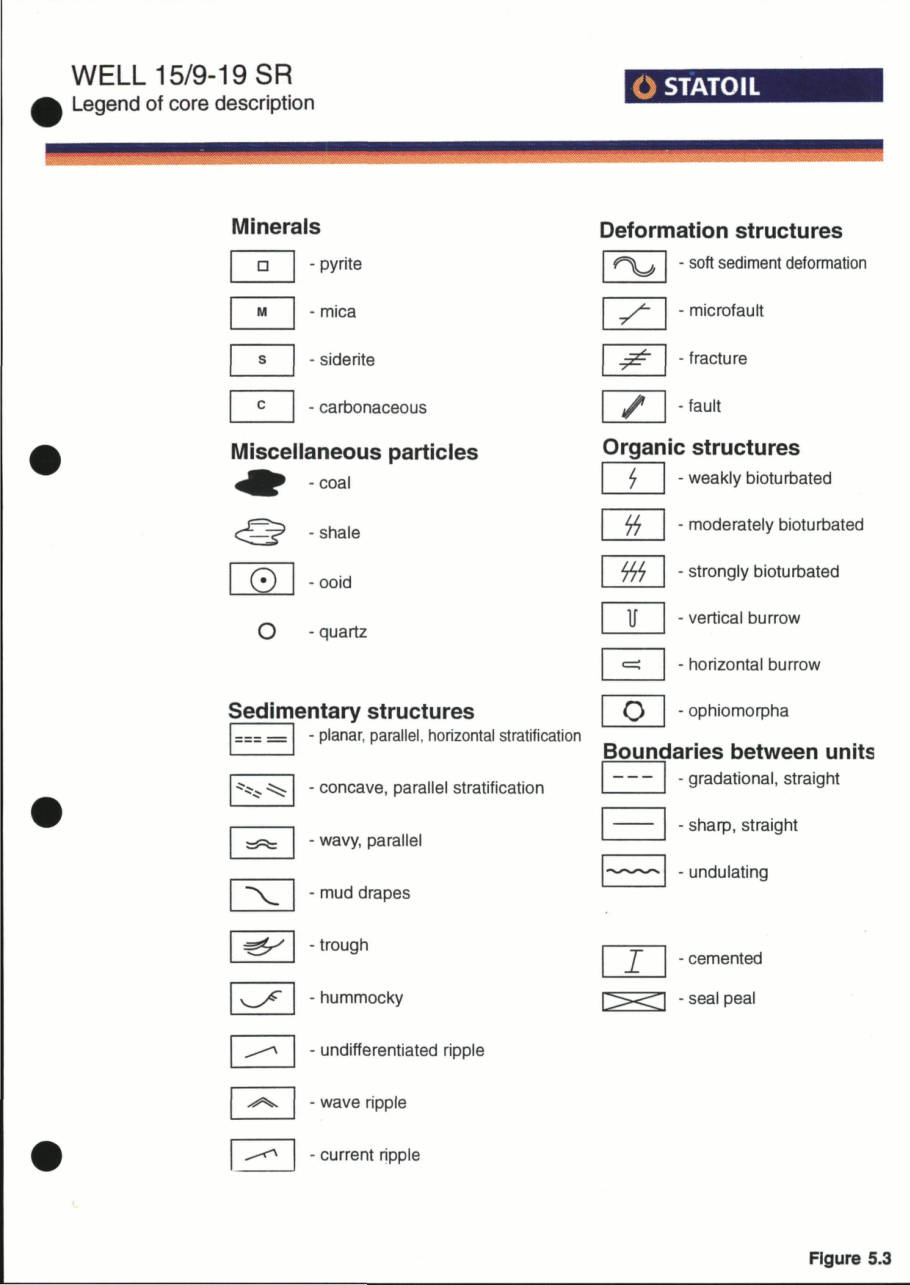 WELL 15/9-19 SR
Legend of core description
STATOIL
Minerals
- pyrite
M - mica
S - siderite
C - carbonaceous
Miscellaneous particles
- coal
- shale
- ooid
- quartz
Sedimentary structures
- planar, parallel, horizontal stratification
- concave, parallel stratification
- wavy, parallel
- mud drapes
- trough
- hummocky
- undifferentiated ripple
- wave ripple
- current ripple
Deformation structures
- soft sediment deformation
- microfault
- fracture
- fault
Organic structures
- weakly bioturbated
- moderately bioturbated
- strongly bioturbated
- vertical burrow
- horizontal burrow
- ophiomorpha
Boundaries between units
- gradational, straight
- sharp, straight
- undulating
- cemented
- seal peal
Figure 5.3